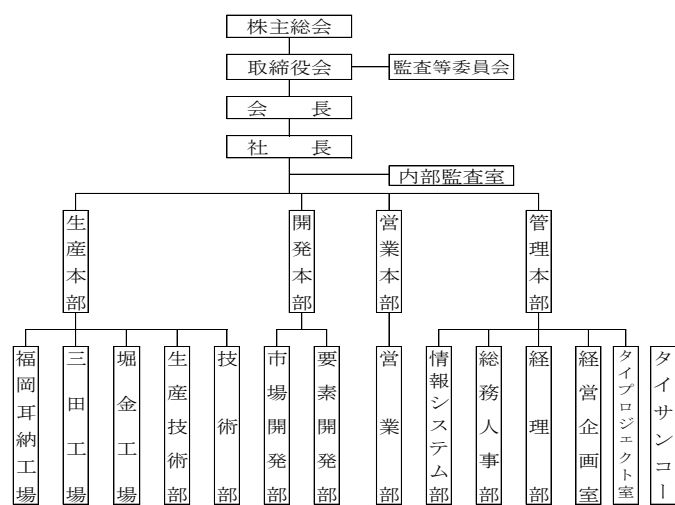 株主総会
取締役会
監査等委員会
会長
社長
内部監査室
生産本部
開発本部
営業本部
管理本部
福岡耳納工場
三田工場
堀金工場
生産技術部
技術部
市場開発部
要素開発部
営業部
情報システム部
総務人事部
経理部
経営企画室
タイプロジェクト室
タイサンコー